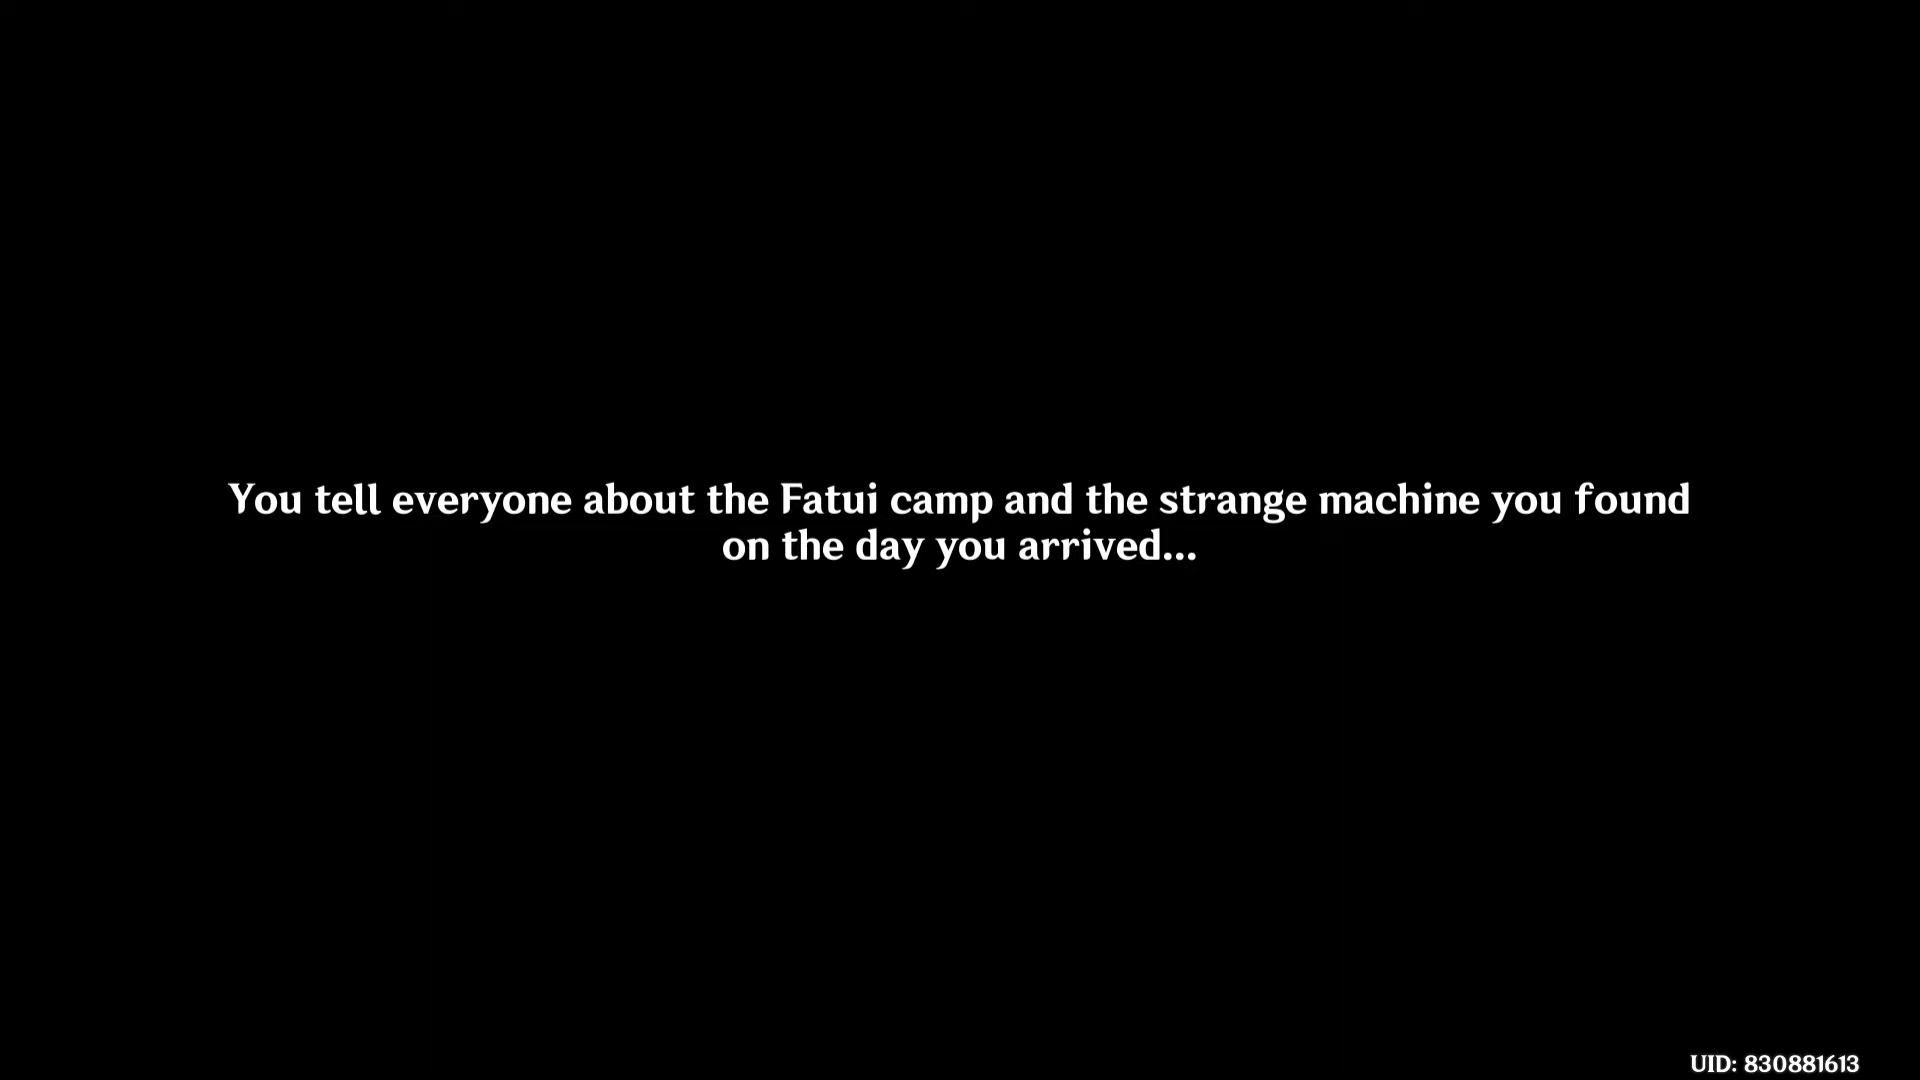 You tell everyone about the Fatui camp and the strange machine you found
on the day you arrived...
UID: 830881613